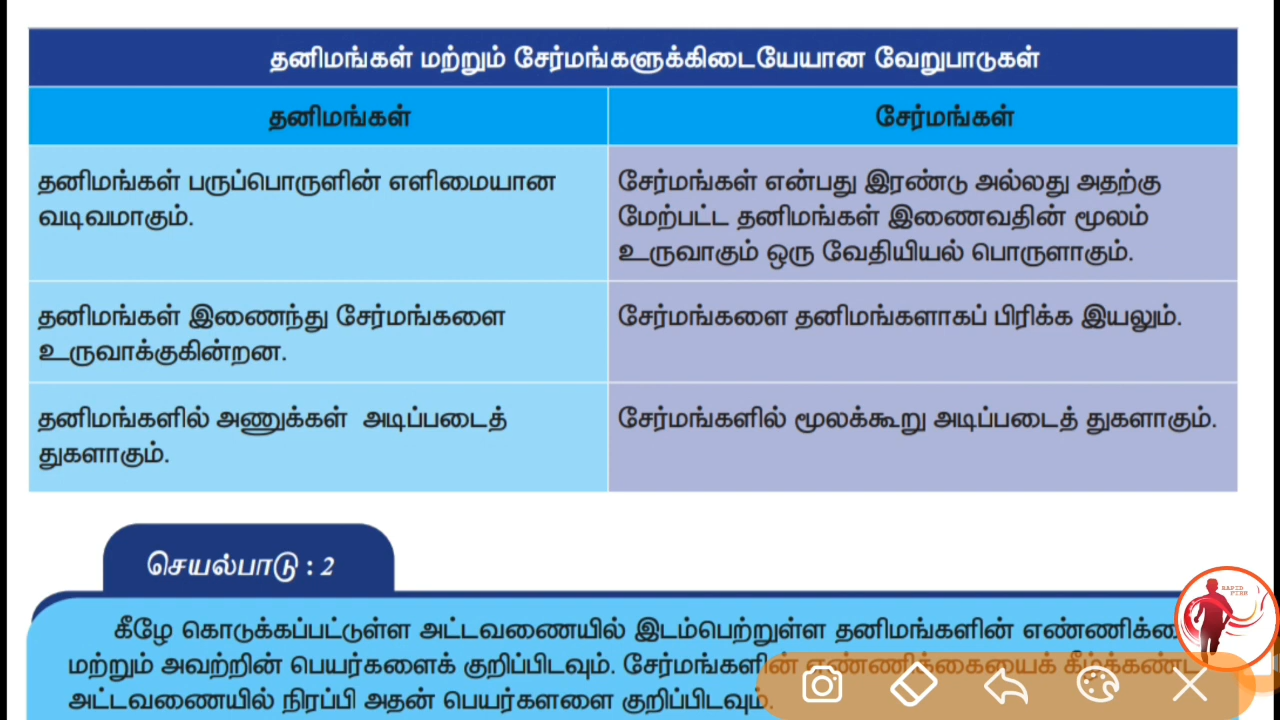 தனிமங்கள் மற்றும் சேர்மங்களுக்கிடையேயான வேறுபாடுகள்
தனிமங்கள்
சேர்மங்கள்
தனிமங்கள் பருப்பொருளின் எளிமையான
வடிவமாகும்.
சேர்மங்கள் என்பது இரண்டு அல்லது அதற்கு
மேற்பட்ட தனிமங்கள் இணைவதின் மூலம்
உருவாகும் ஒரு வேதியியல் பொருளாகும்.
தனிமங்கள் இணைந்து சேர்மங்களை
உருவாக்குகின்றன.
சேர்மங்களை தனிமங்களாகப் பிரிக்க இயலும்.
தனிமங்களில் அணுக்கள் அடிப்படைத்
துகளாகும்.
சேர்மங்களில் மூலக்கூறு அடிப்படைத் துகளாகும்.
செயல்பாடு : 2
கீழே கொடுக்கப்பட்டுள்ள அட்டவணையில் இடம்பெற்றுள்ள தனிமங்களின்
மற்றும் அவற்றின் பெயர்களைக் குறிப்பிடவும். சேர்மங்களின் எண்ணிக்கையைக்
அட்டவணையில் நிரப்பி அதன் பெயர்களளை குறிப்பிடவும்.
RAPID